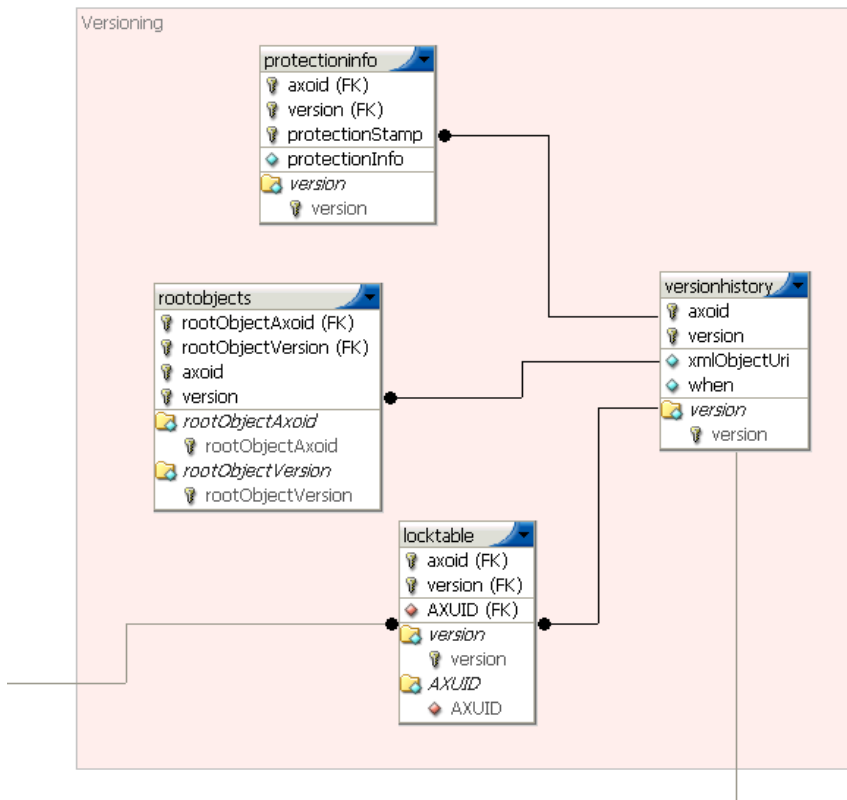 Versioning
protectioninfo
axoid (FK)
version (FK)
protectionStamp
protectionInfo
version
version
rootobjects
rootObjectAxoid (FK)
rootObjectVersion (FK)
axoid
version
rootObjectAxoid
rootObjectAxoid
rootObjectVersion
rootObjectVersion
versionhistory
axoid
version
xmlObjectUri
when
version
version
locktable
axoid (FK)
version (FK)
AXUID (FK)
version
version
AXUID
AXUID